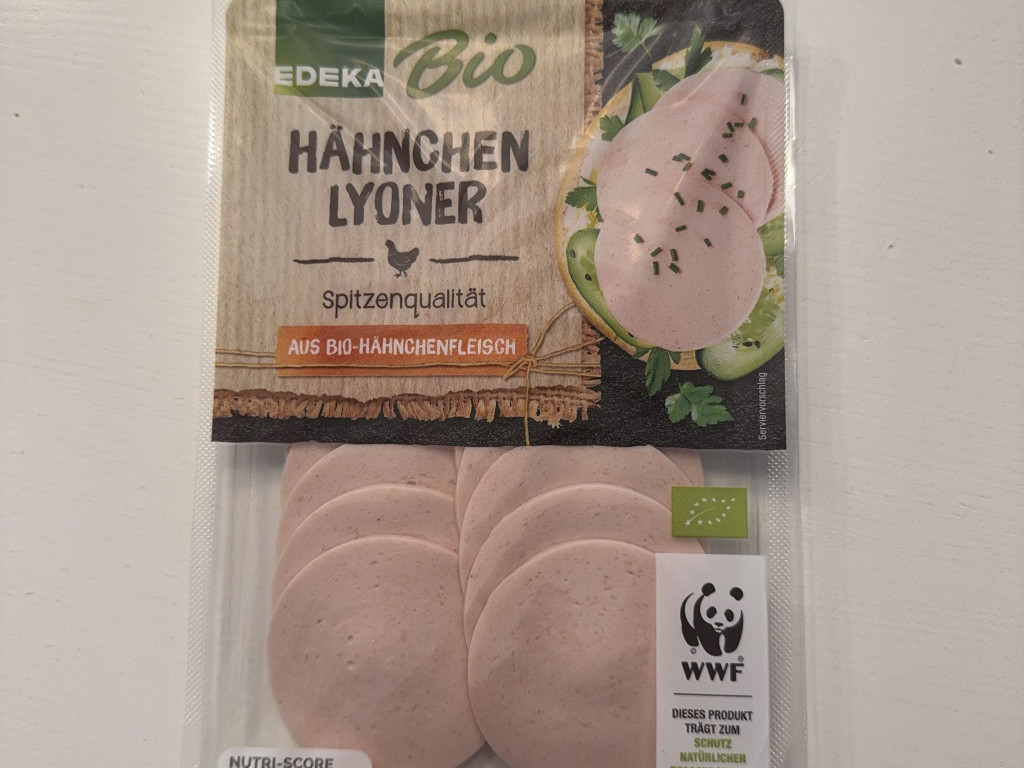 EDEKA Bio
HÄHNCHEN
LYONER
Spitzenqualität
AUS BIO-HÄHNCHENFLEISCH
Serviervorschlag
WWF
DIESES PRODUKT
TRÄGT ZUM
SCHUTZ
NATÜRLICHER
NUTRI-SCORE